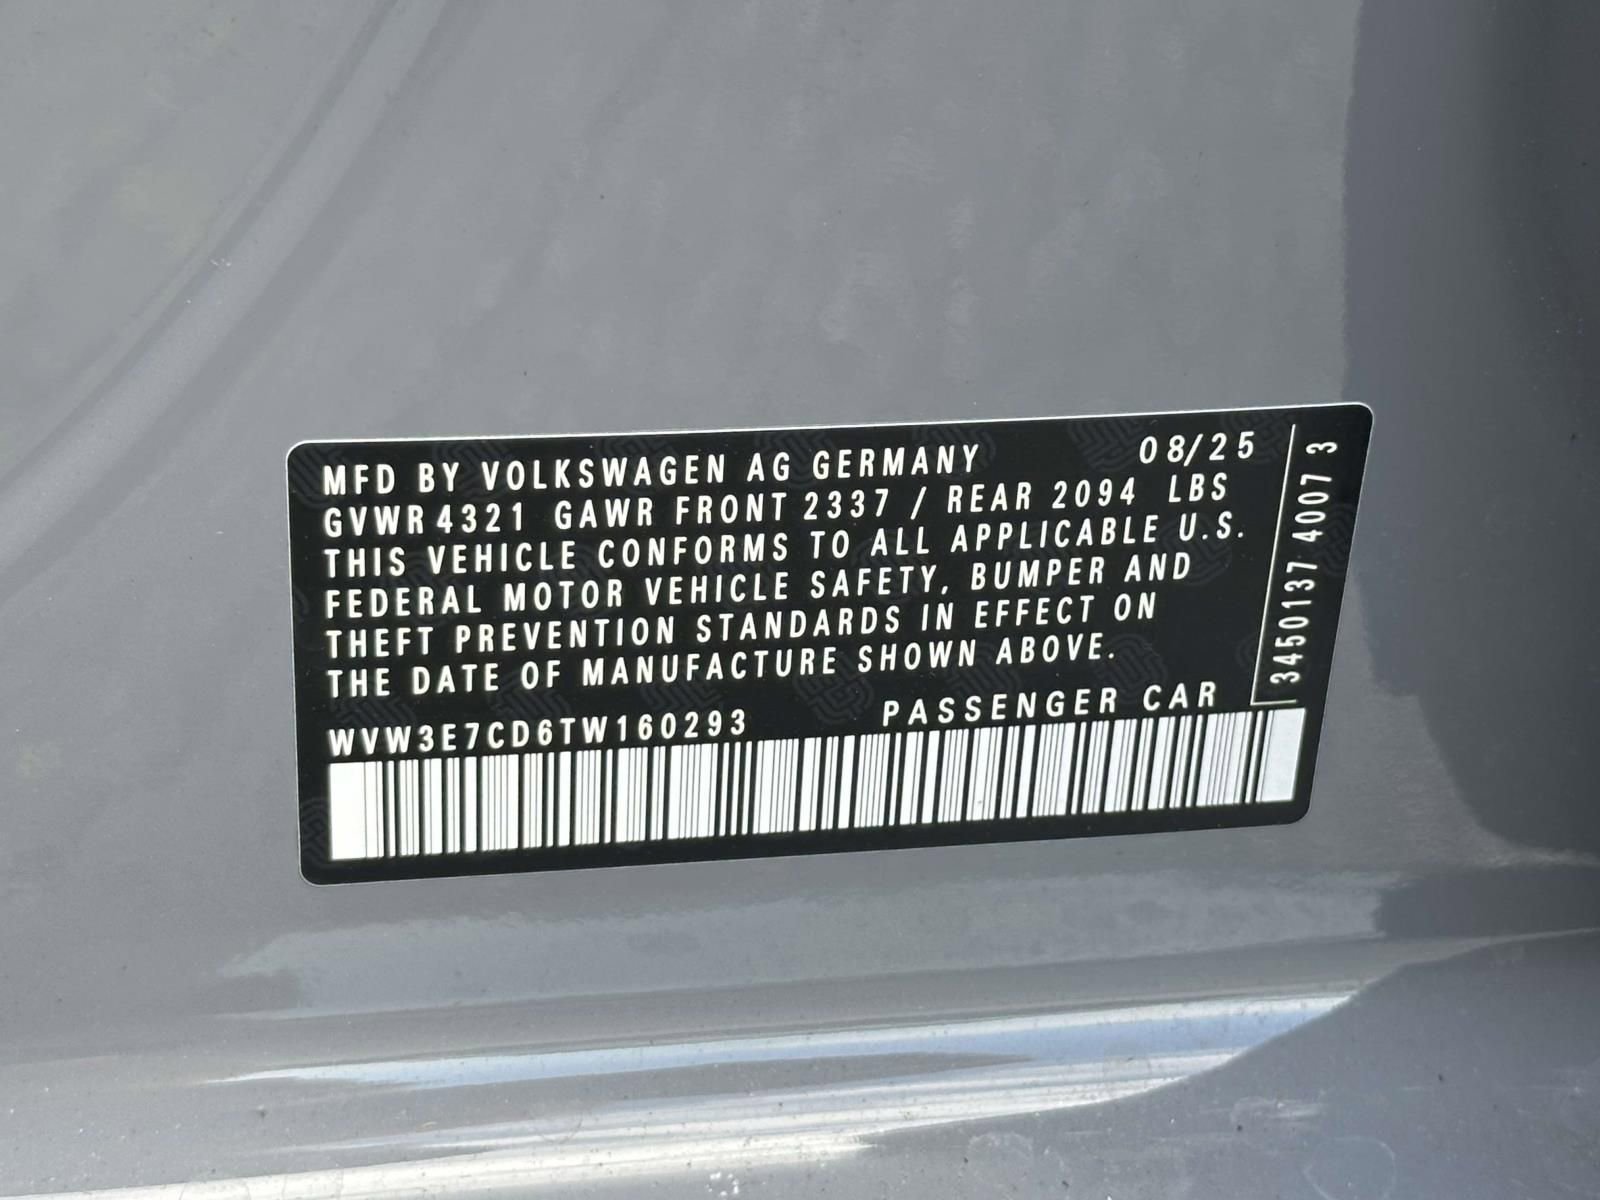 MFD BY VOLKSWAGEN AG GERMANY 08/25
GVWR 4321 GAWR FRONT 2337 / REAR 2094 LBS
THIS VEHICLE CONFORMS TO ALL APPLICABLE U.S.
FEDERAL MOTOR VEHICLE SAFETY, BUMPER AND
THEFT PREVENTION STANDARDS IN EFFECT ON
THE DATE OF MANUFACTURE SHOWN ABOVE.
WVW3E7CD6TW160293 PASSENGER CAR
3450137 4007 3